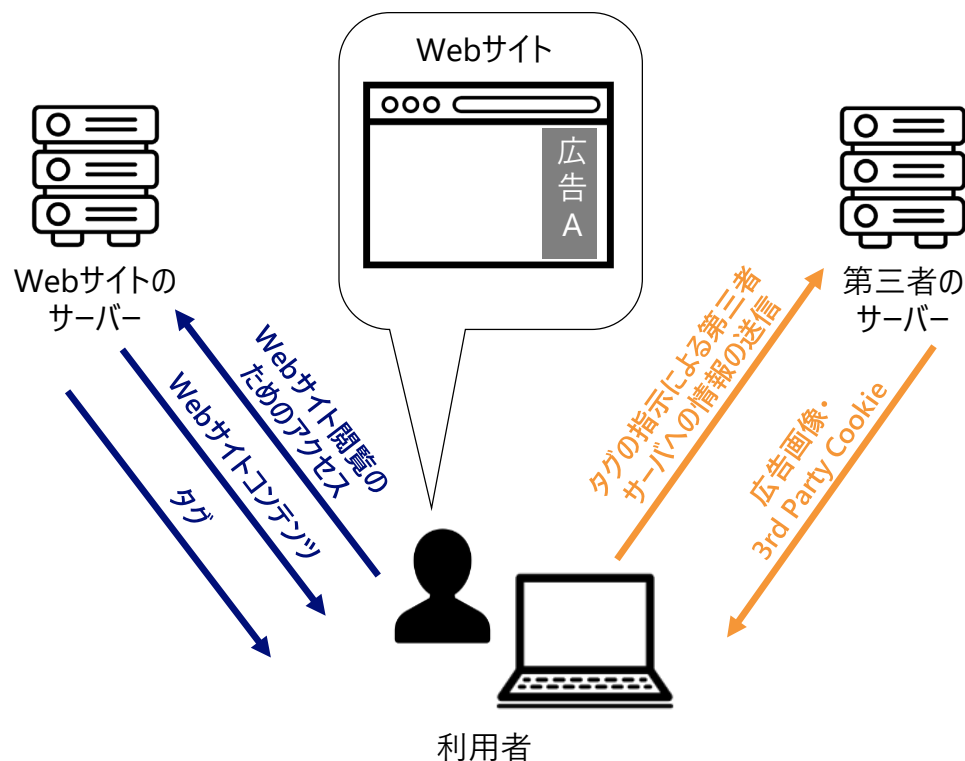 Webサイト
広告A
Webサイトの
サーバー
第三者の
サーバー
Webサイト閲覧の
ためのアクセス
Webサイトコンテンツ
タグ
タグの指示による第三者
サーバへの情報の送信
広告画像・
3rd Party Cookie
利用者